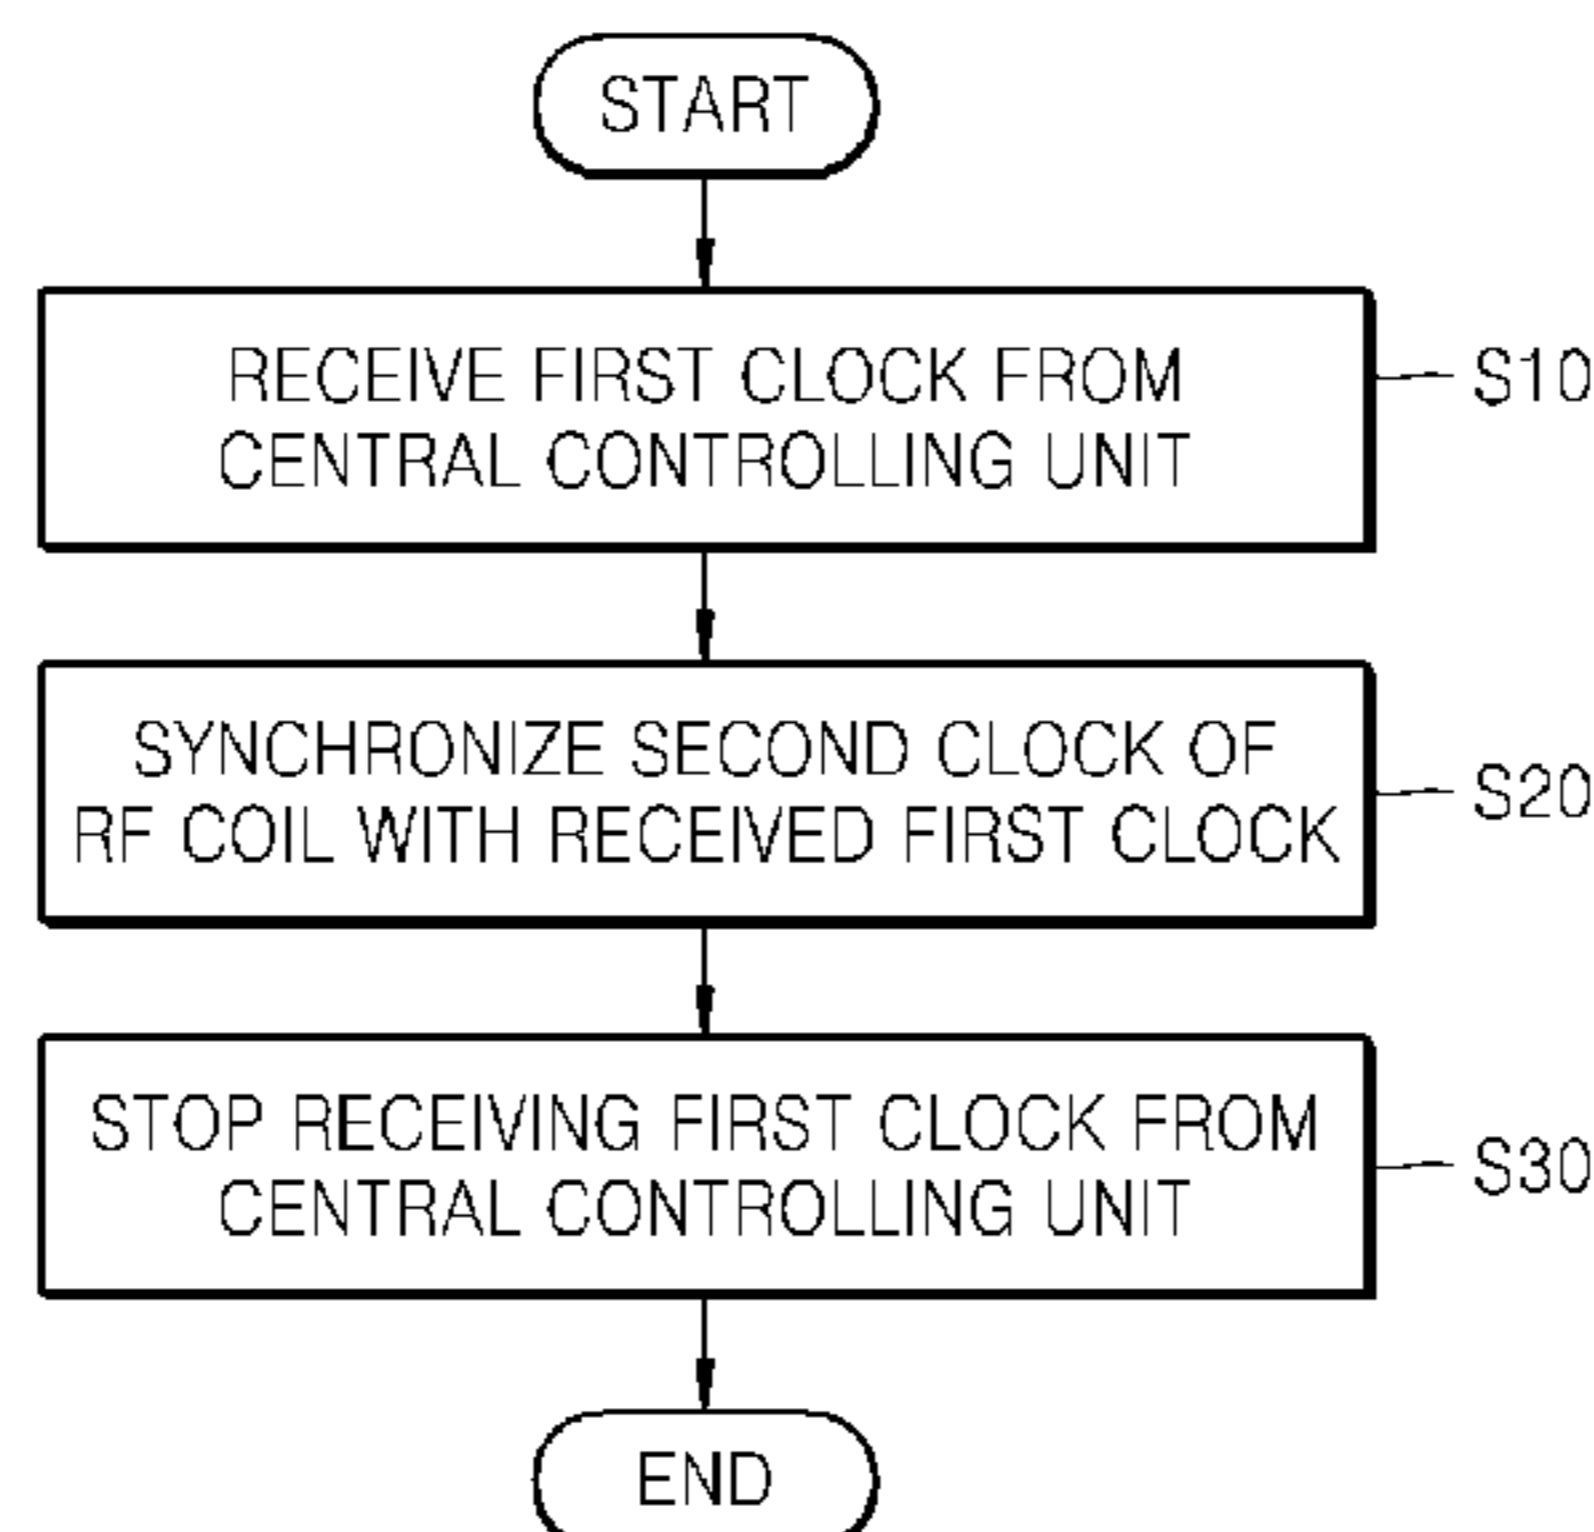 START
RECEIVE FIRST CLOCK FROM
CENTRAL CONTROLLING UNIT
S10
SYNCHRONIZE SECOND CLOCK OF
RF COIL WITH RECEIVED FIRST CLOCK
S20
STOP RECEIVING FIRST CLOCK FROM
CENTRAL CONTROLLING UNIT
S30
END